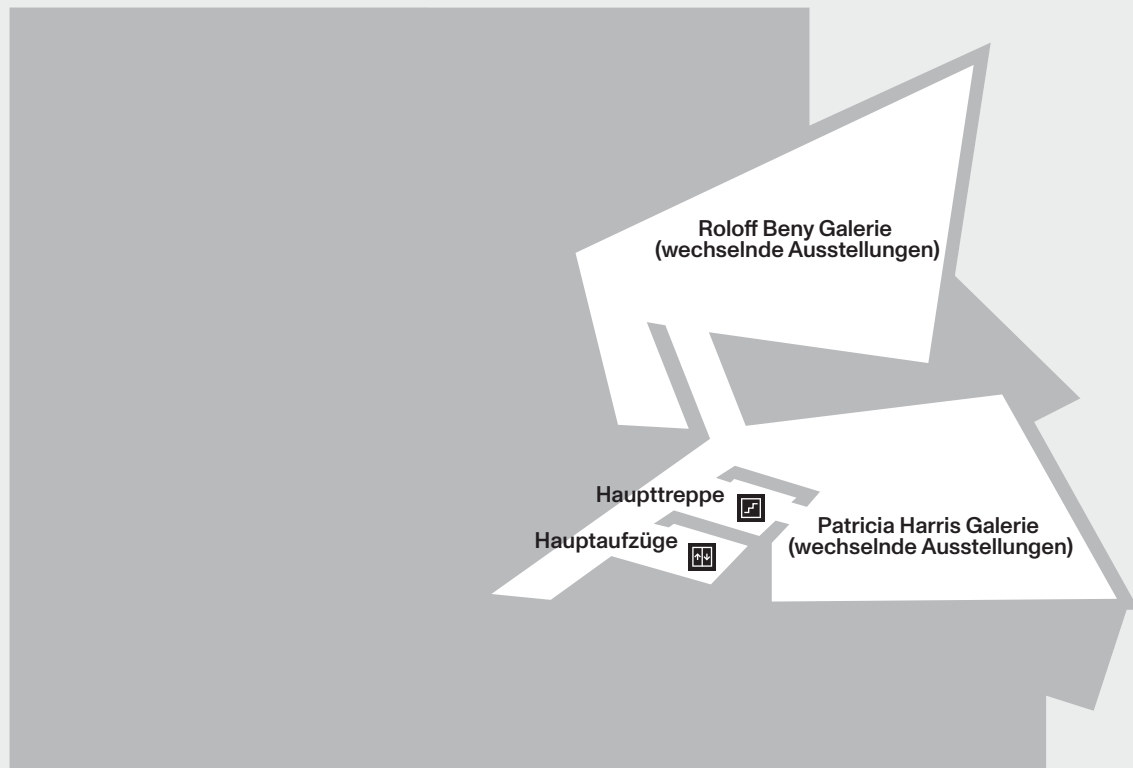 Roloff Beny Galerie
(wechselnde Ausstellungen)
Haupttreppe
Hauptaufzüge
Patricia Harris Galerie
(wechselnde Ausstellungen)